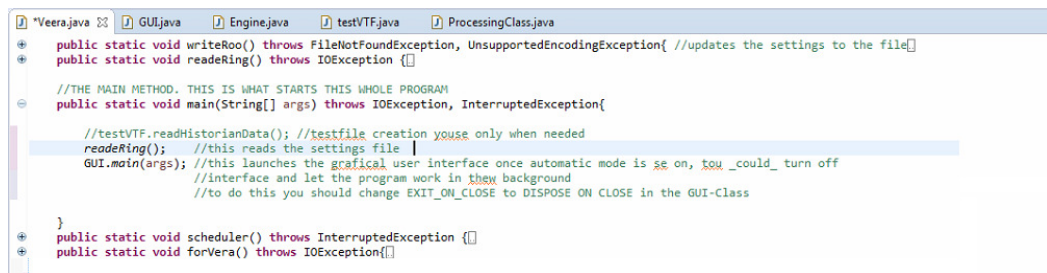 *Veera.java GUI.java Engine.java testVTF.java ProcessingClass.java
public static void writeRoo() throws FileNotFoundException, UnsupportedEncodingException{ //updates the settings to the file
public static void readeRing() throws IOException {
//THE MAIN METHOD. THIS IS WHAT STARTS THIS WHOLE PROGRAM
public static void main(String[] args) throws IOException, InterruptedException{
//testVTF.readHistorianData(); //testfile creation youse only when needed
readeRing(); //this reads the settings file
GUI.main(args); //this launches the grafical user interface once automatic mode is se on, tou _could_ turn off
//interface and let the program work in thew background
//to do this you should change EXIT_ON_CLOSE to DISPOSE ON CLOSE in the GUI-Class
}
public static void scheduler() throws InterruptedException {
public static void forVera() throws IOException{